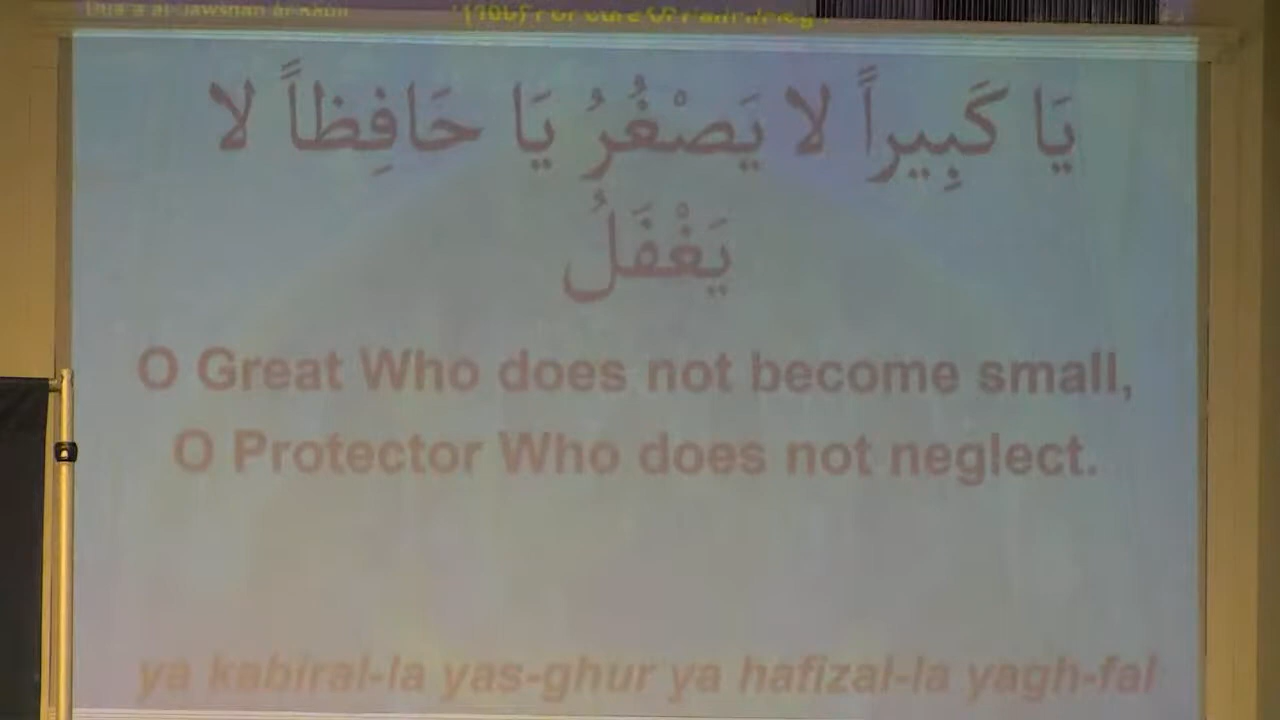 يَا كَبِيراً لا يَصْغُرُ يَا حَافِظاً لا
يَغْفَلُ
O Great Who does not become small,
O Protector Who does not neglect.
ya kabiral-la yas-ghur ya hafizal-la yagh-fal